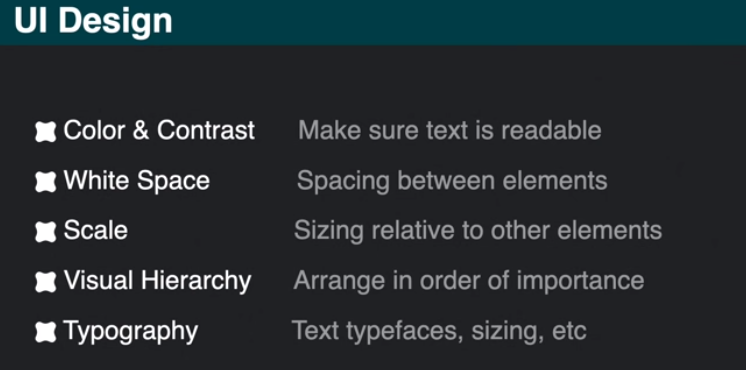 UI Design
Color & Contrast Make sure text is readable
White Space Spacing between elements
Scale Sizing relative to other elements
Visual Hierarchy Arrange in order of importance
Typography Text typefaces, sizing, etc